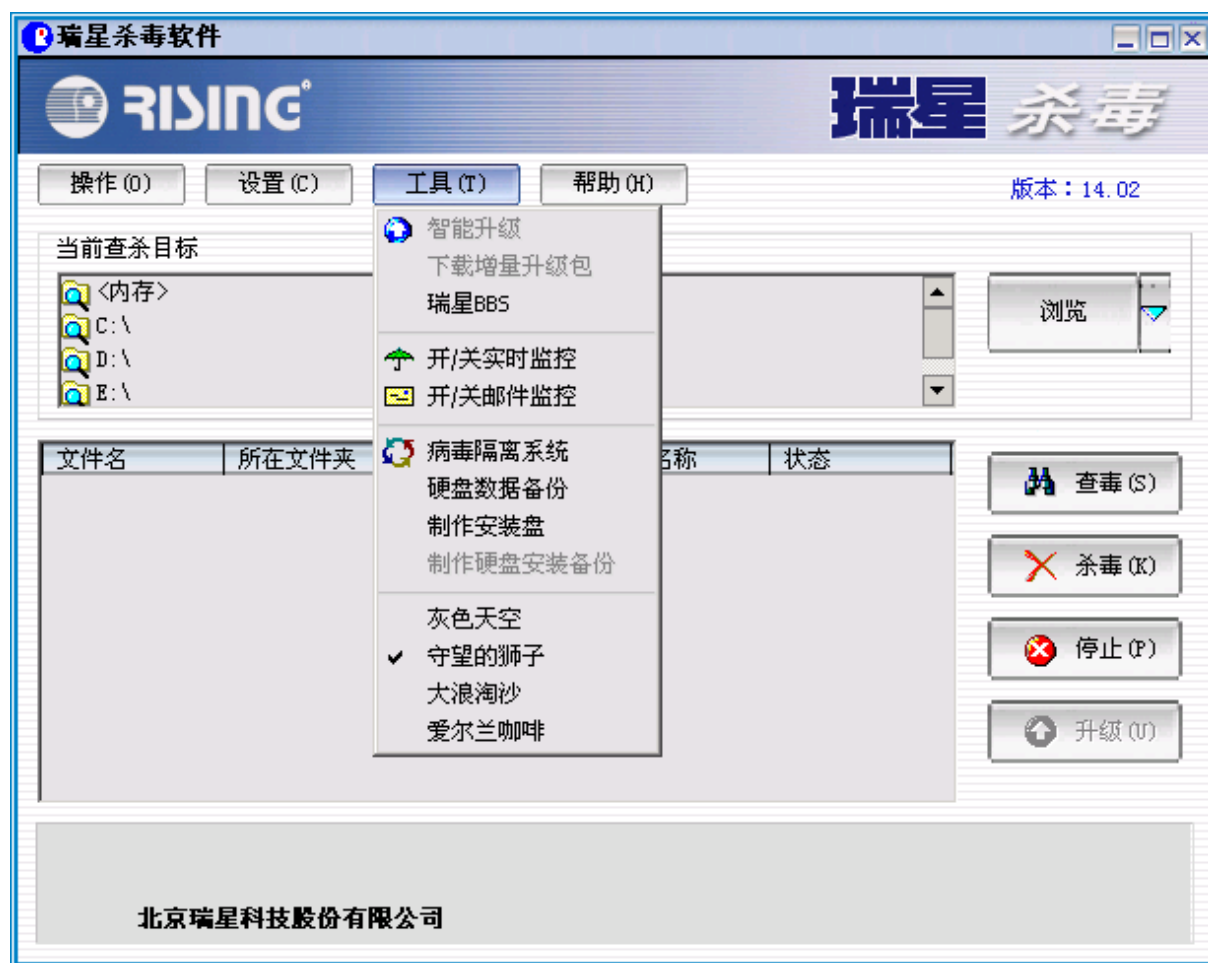 瑞星杀毒软件
RISING®
瑞星 杀毒
操作(O) 设置(C) 工具(T) 帮助(H)
版本：14.02
当前查杀目标
<内存>
C:\
D:\
E:\
浏览
智能升级
下载增量升级包
瑞星BBS
开/关实时监控
开/关邮件监控
病毒隔离系统
硬盘数据备份
制作安装盘
制作硬盘安装备份
灰色天空
守望的狮子
大浪淘沙
爱尔兰咖啡
文件名 所在文件夹 名称 状态
查毒(S)
杀毒(K)
停止(P)
升级(U)
北京瑞星科技股份有限公司